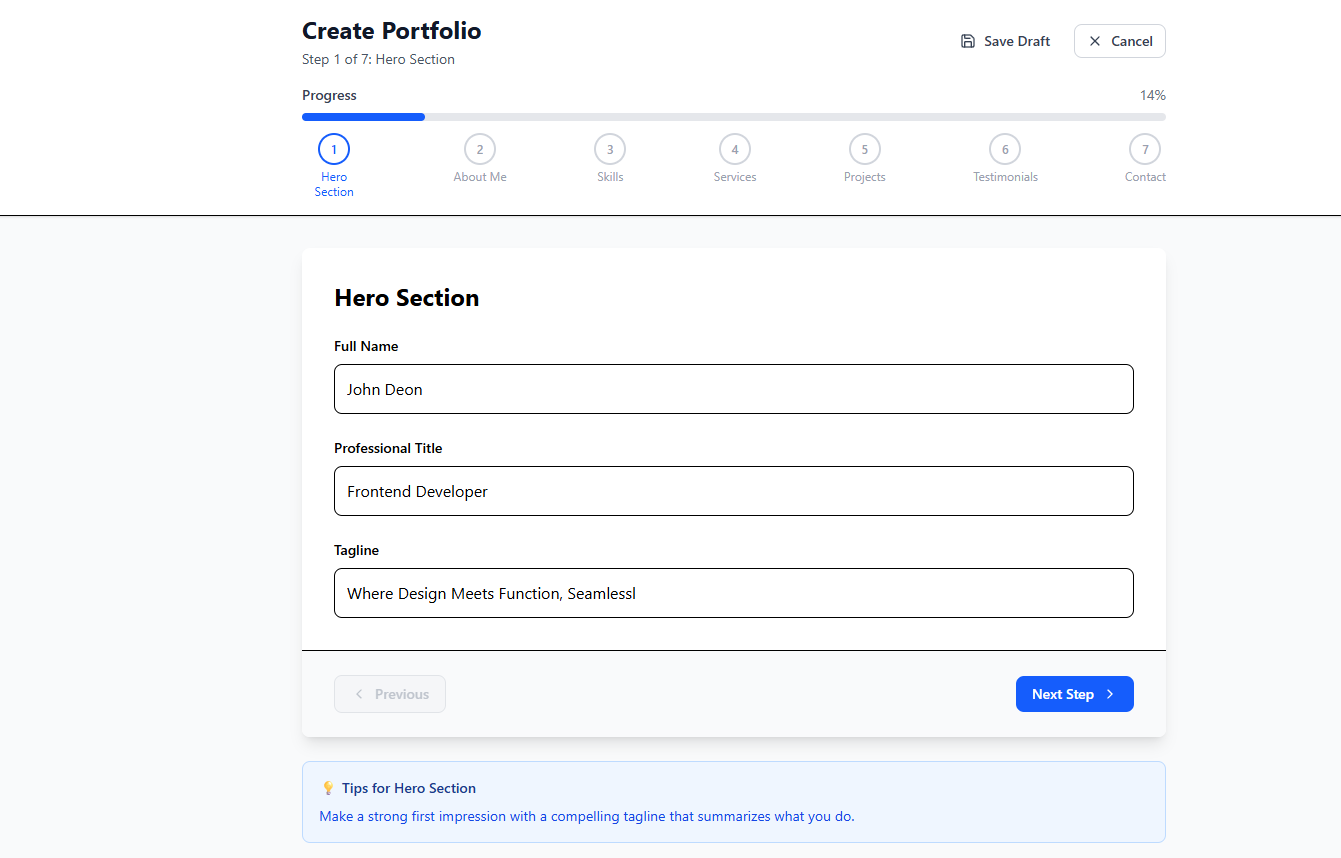 Create Portfolio
Save Draft
Cancel
Step 1 of 7: Hero Section
Progress
14%
1
2
3
4
5
6
7
Hero
Section
About Me
Skills
Services
Projects
Testimonials
Contact
Hero Section
Full Name
John Deon
Professional Title
Frontend Developer
Tagline
Where Design Meets Function, Seamlessl
Previous
Next Step
Tips for Hero Section
Make a strong first impression with a compelling tagline that summarizes what you do.